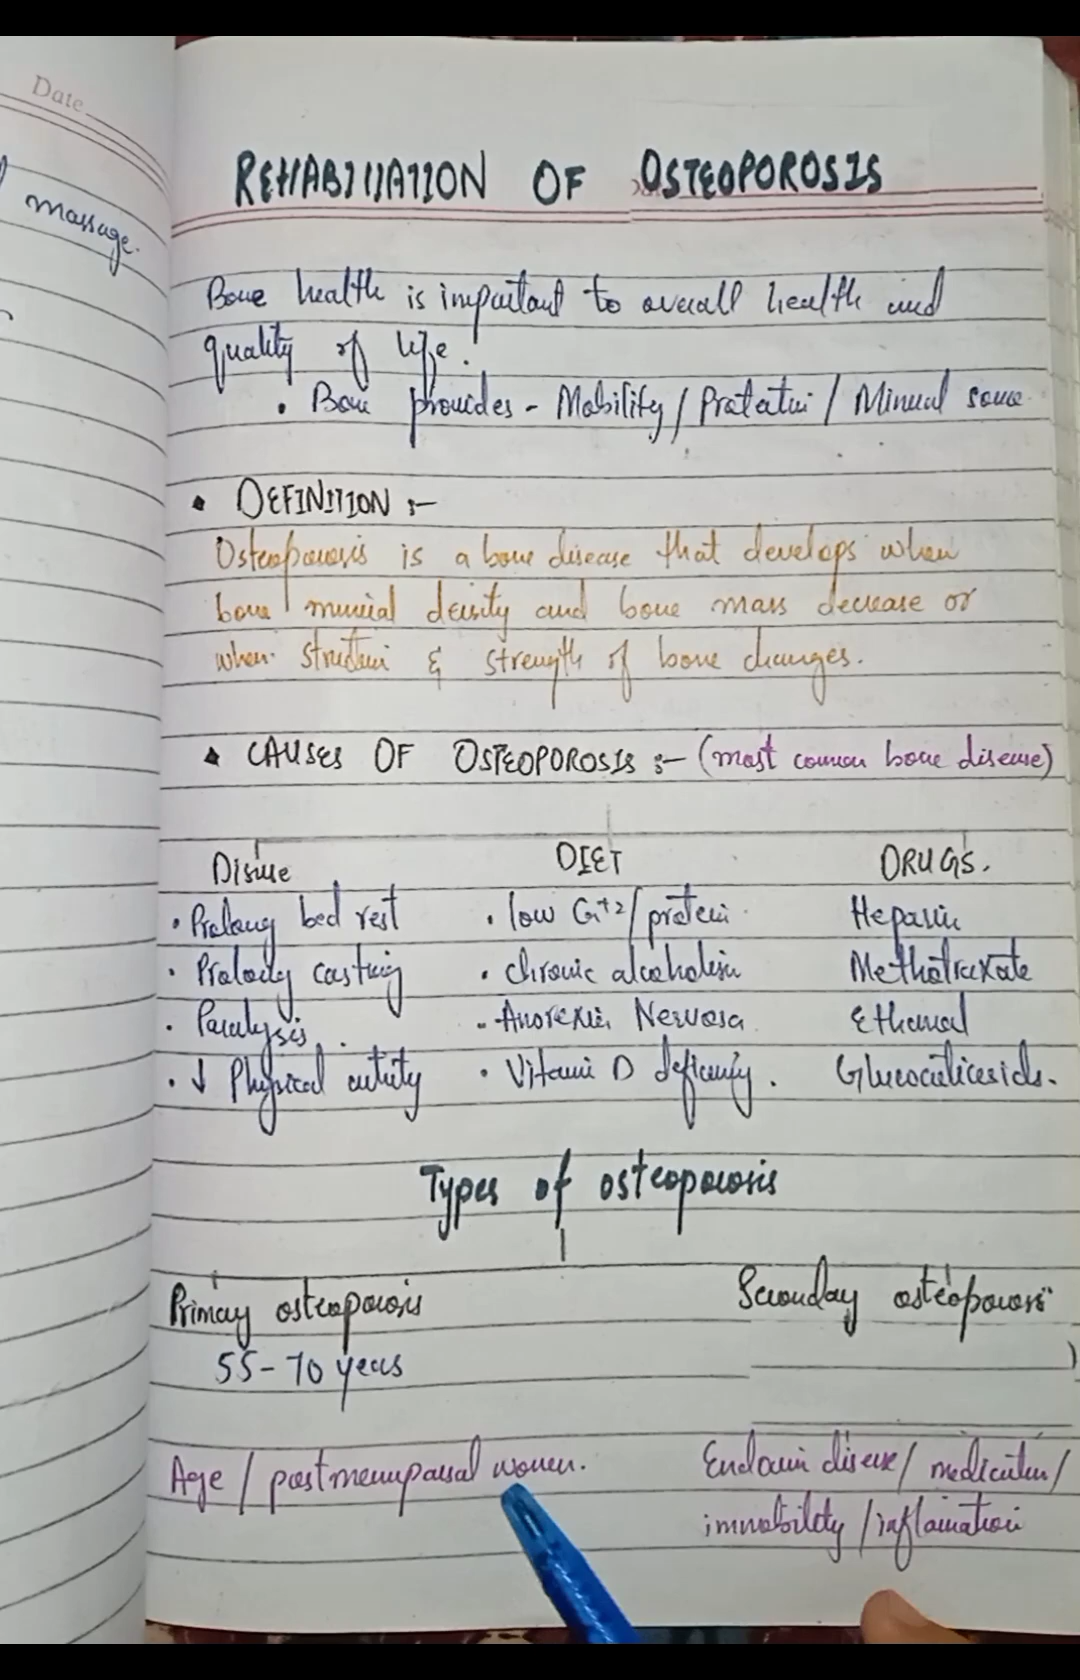 Date
massage.
REHABILITATION OF OSTEOPOROSIS
Bone health is important to overall health and
quality of life.
• Bone provides - Mobility / Protection / Mineral source
• DEFINITION :-
Osteoporosis is a bone disease that develops when
bone mineral density and bone mass decrease or
when structure & strength of bone changes.
▲ CAUSES OF OSTEOPOROSIS :- (most common bone disease)
Disuse DIET DRUGS.
• Prolong bed rest • low Ca+2 / protein Heparin
• Prolong casting • chronic alcoholism Methotrexate
• Paralysis • Anorexia Nervosa Ethanol
• ↓ Physical activity • Vitamin D deficiency. Glucocorticoids.
Types of osteoporosis
Primary osteoporosis Secondary osteoporosis
55-70 years
Age / postmenopausal women. Endocrine disease / medication /
immobility / inflammation